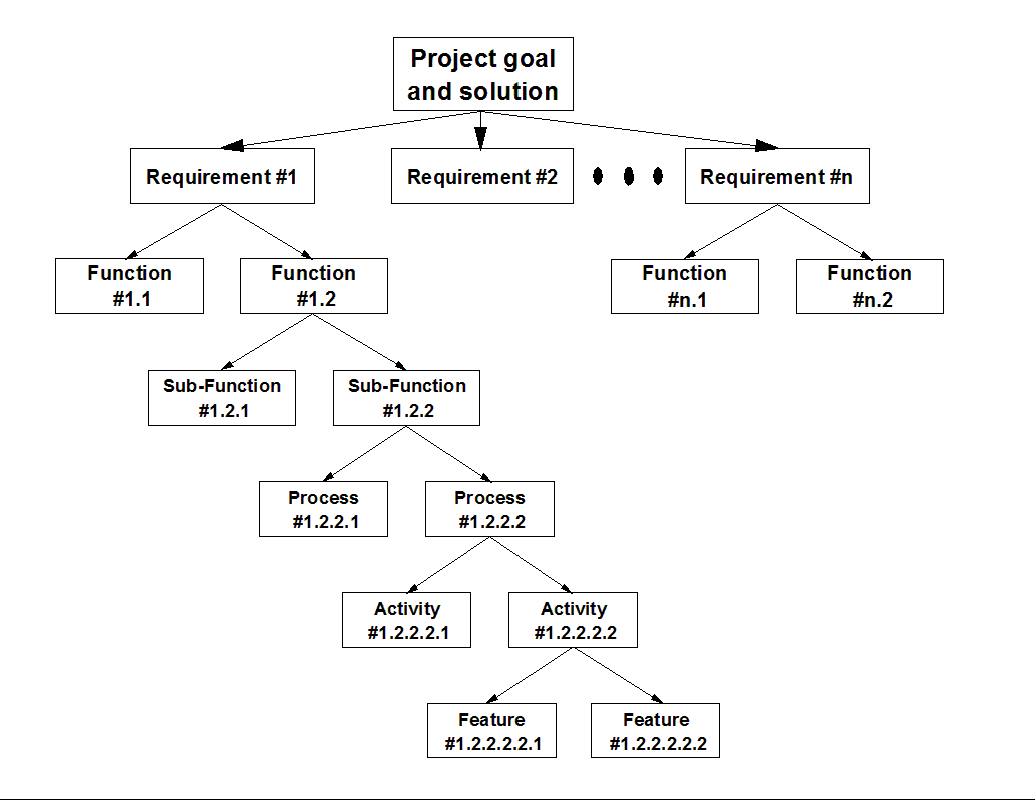 Project goal
and solution
Requirement #1
Requirement #2
Requirement #n
Function
#1.1
Function
#1.2
Function
#n.1
Function
#n.2
Sub-Function
#1.2.1
Sub-Function
#1.2.2
Process
#1.2.2.1
Process
#1.2.2.2
Activity
#1.2.2.2.1
Activity
#1.2.2.2.2
Feature
#1.2.2.2.2.1
Feature
#1.2.2.2.2.2